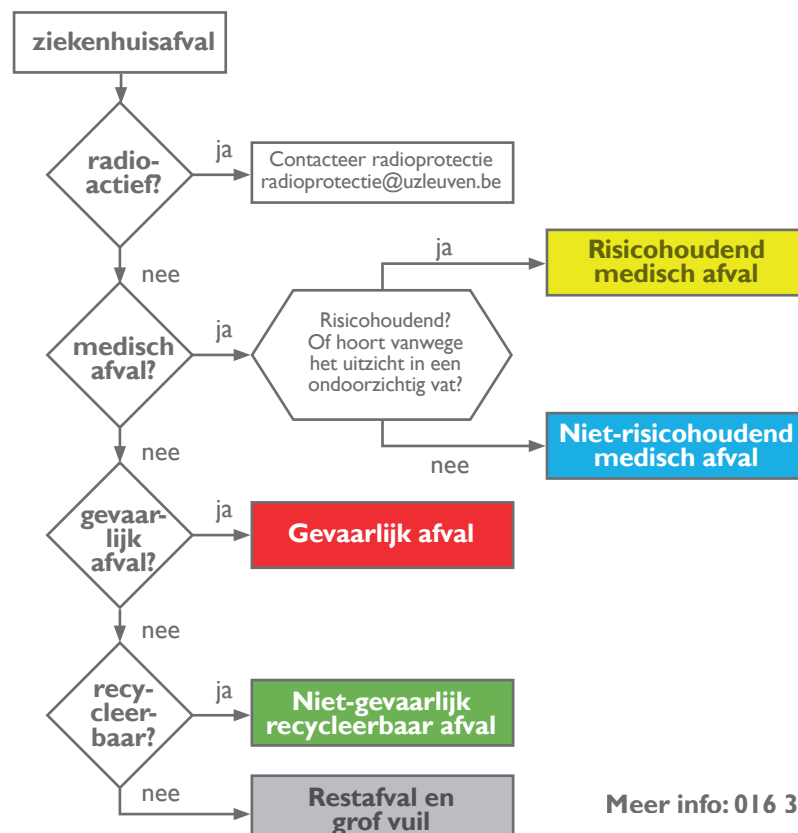 ziekenhuisafval
radio-
actief?
ja
Contacteer radioprotectie
radioprotectie@uzleuven.be
nee
medisch
afval?
ja
Risicohoudend?
Of hoort vanwege
het uitzicht in een
ondoorzichtig vat?
ja
Risicohoudend
medisch afval
nee
Niet-risicohoudend
medisch afval
nee
gevaar-
lijk
afval?
ja
Gevaarlijk afval
nee
recy-
cleer-
baar?
ja
Niet-gevaarlijk
recycleerbaar afval
nee
Restafval en
grof vuil
Meer info: 016 3